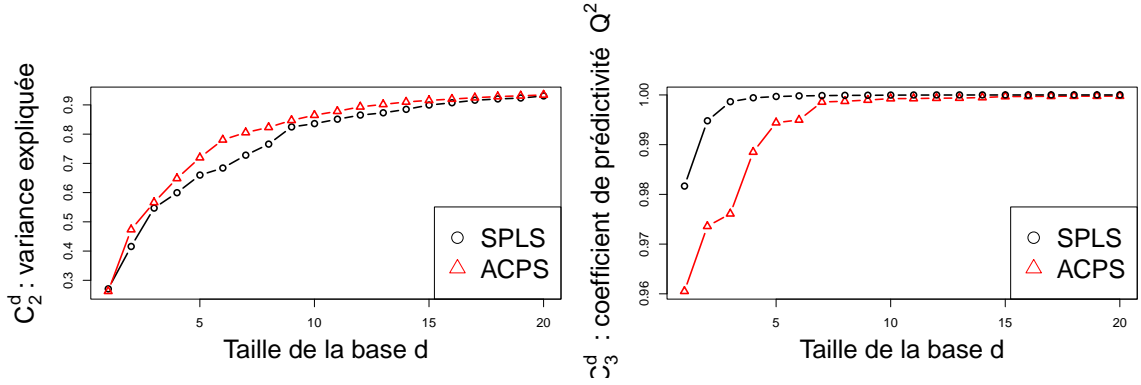 C₂ᵈ : variance expliquée
0.3 0.4 0.5 0.6 0.7 0.8 0.9
5 10 15 20
Taille de la base d
SPLS
ACPS
C₃ᵈ : coefficient de prédictivité Q²
0.96 0.97 0.98 0.99 1.00
5 10 15 20
Taille de la base d
SPLS
ACPS